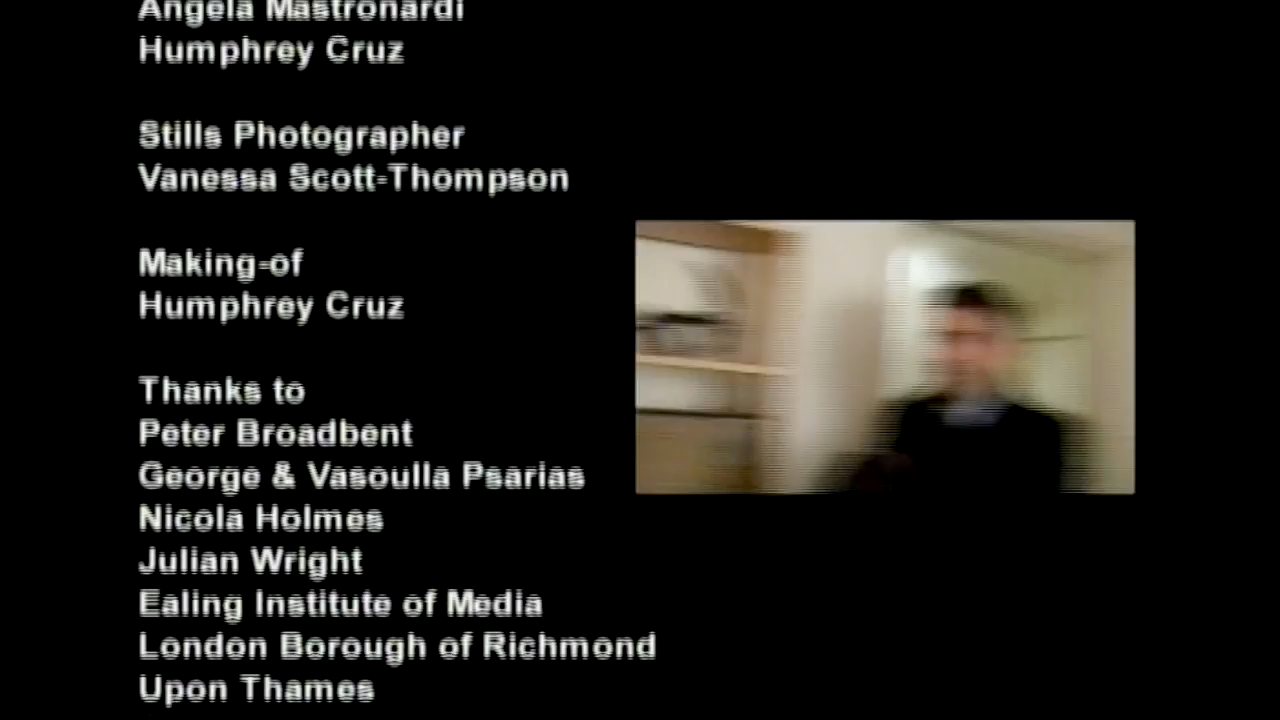 Angela Mastronardi
Humphrey Cruz
Stills Photographer
Vanessa Scott-Thompson
Making-of
Humphrey Cruz
Thanks to
Peter Broadbent
George & Vasoulla Psarias
Nicola Holmes
Julian Wright
Ealing Institute of Media
London Borough of Richmond
Upon Thames